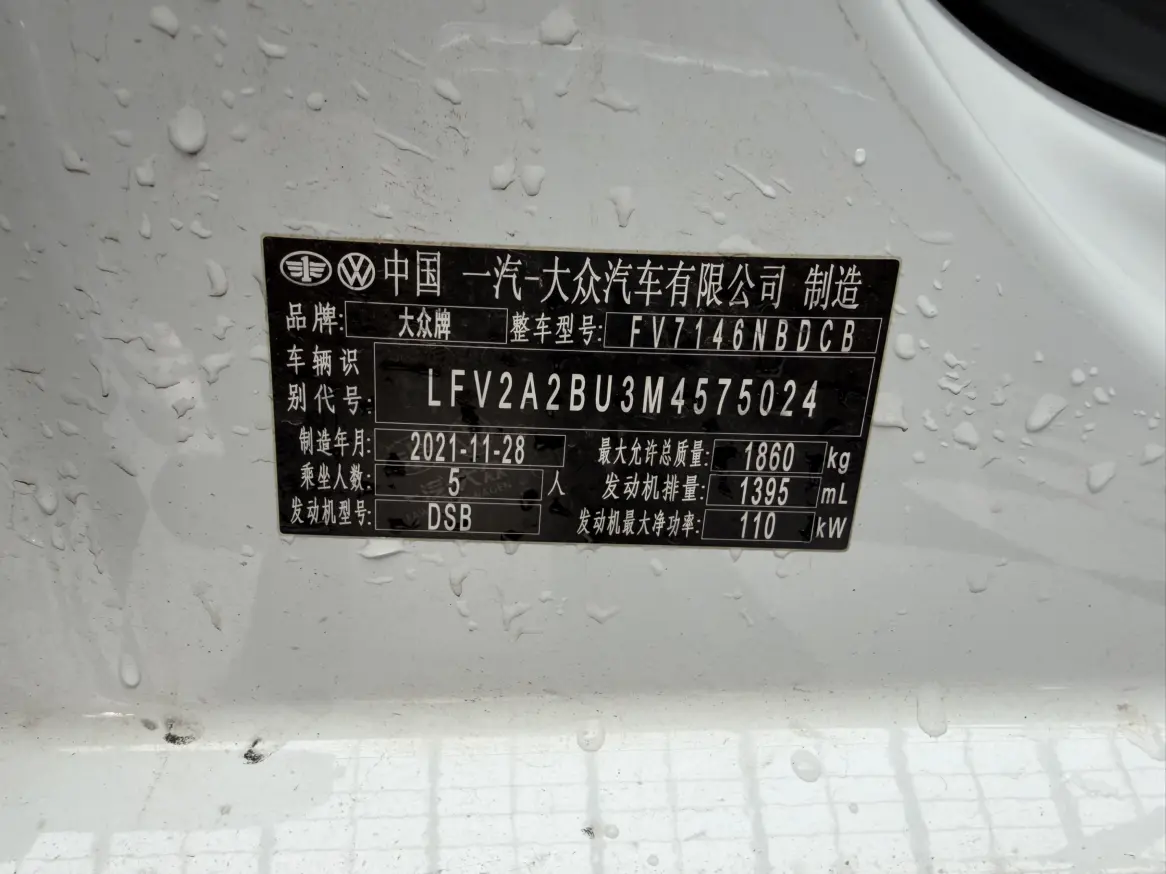 中国 一汽-大众汽车有限公司 制造
品牌: 大众牌 整车型号: FV7146NBDCB
车辆识
别代号: LFV2A2BU3M4575024
制造年月: 2021-11-28 最大允许总质量: 1860 kg
乘坐人数: 5 人 发动机排量: 1395 mL
发动机型号: DSB 发动机最大净功率: 110 kW